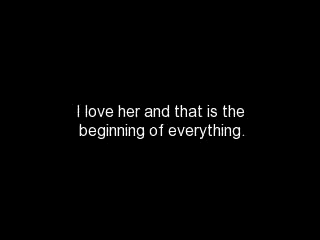 I love her and that is the
beginning of everything.